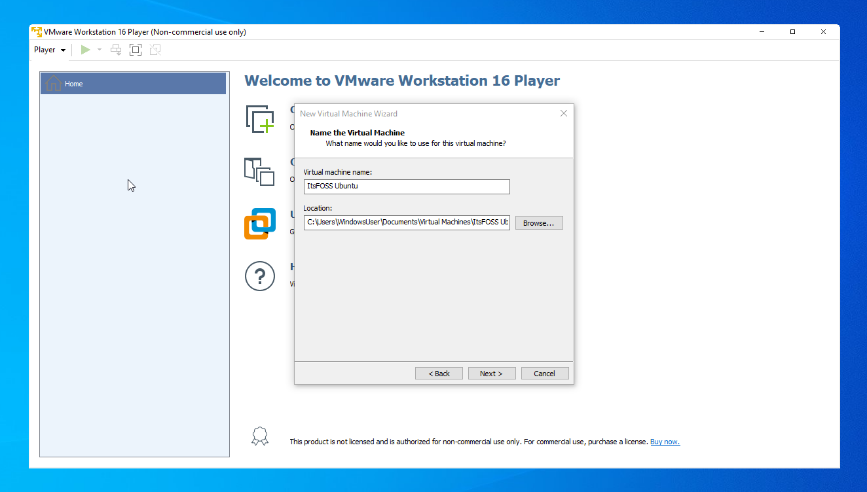 VMware Workstation 16 Player (Non-commercial use only)
Player
Home
Welcome to VMware Workstation 16 Player
New Virtual Machine Wizard
Name the Virtual Machine
What name would you like to use for this virtual machine?
Virtual machine name:
ItsFOSS Ubuntu
Location:
C:\Users\WindowsUser\Documents\Virtual Machines\ItsFOSS Ub
Browse...
< Back
Next >
Cancel
This product is not licensed and is authorized for non-commercial use only. For commercial use, purchase a license. Buy now.